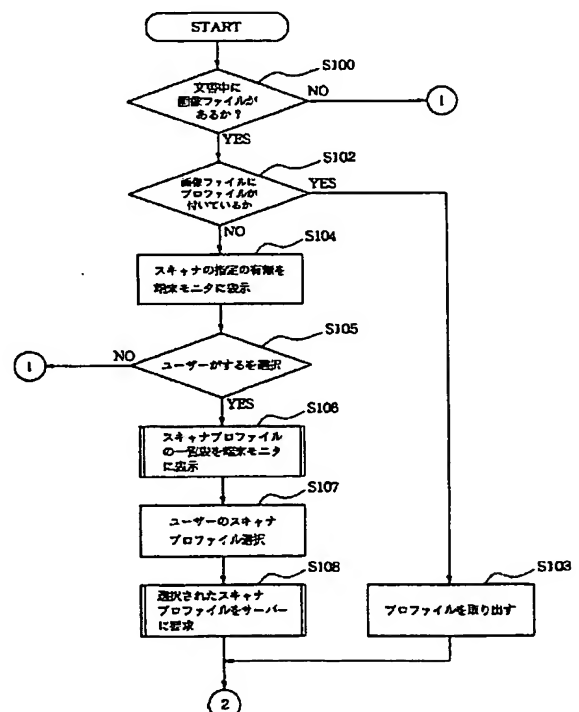 START
S100
文書中に
画像ファイルが
あるか？
NO
1
YES
S102
画像ファイルに
プロファイルが
付いているか
YES
NO
S104
スキャナの指定の有無を
端末モニタに表示
S105
NO
1
ユーザーがするを選択
YES
S106
スキャナプロファイル
の一覧表を端末モニタ
に表示
S107
ユーザーのスキャナ
プロファイル選択
S108
選択されたスキャナ
プロファイルをサーバー
に要求
S103
プロファイルを取り出す
2